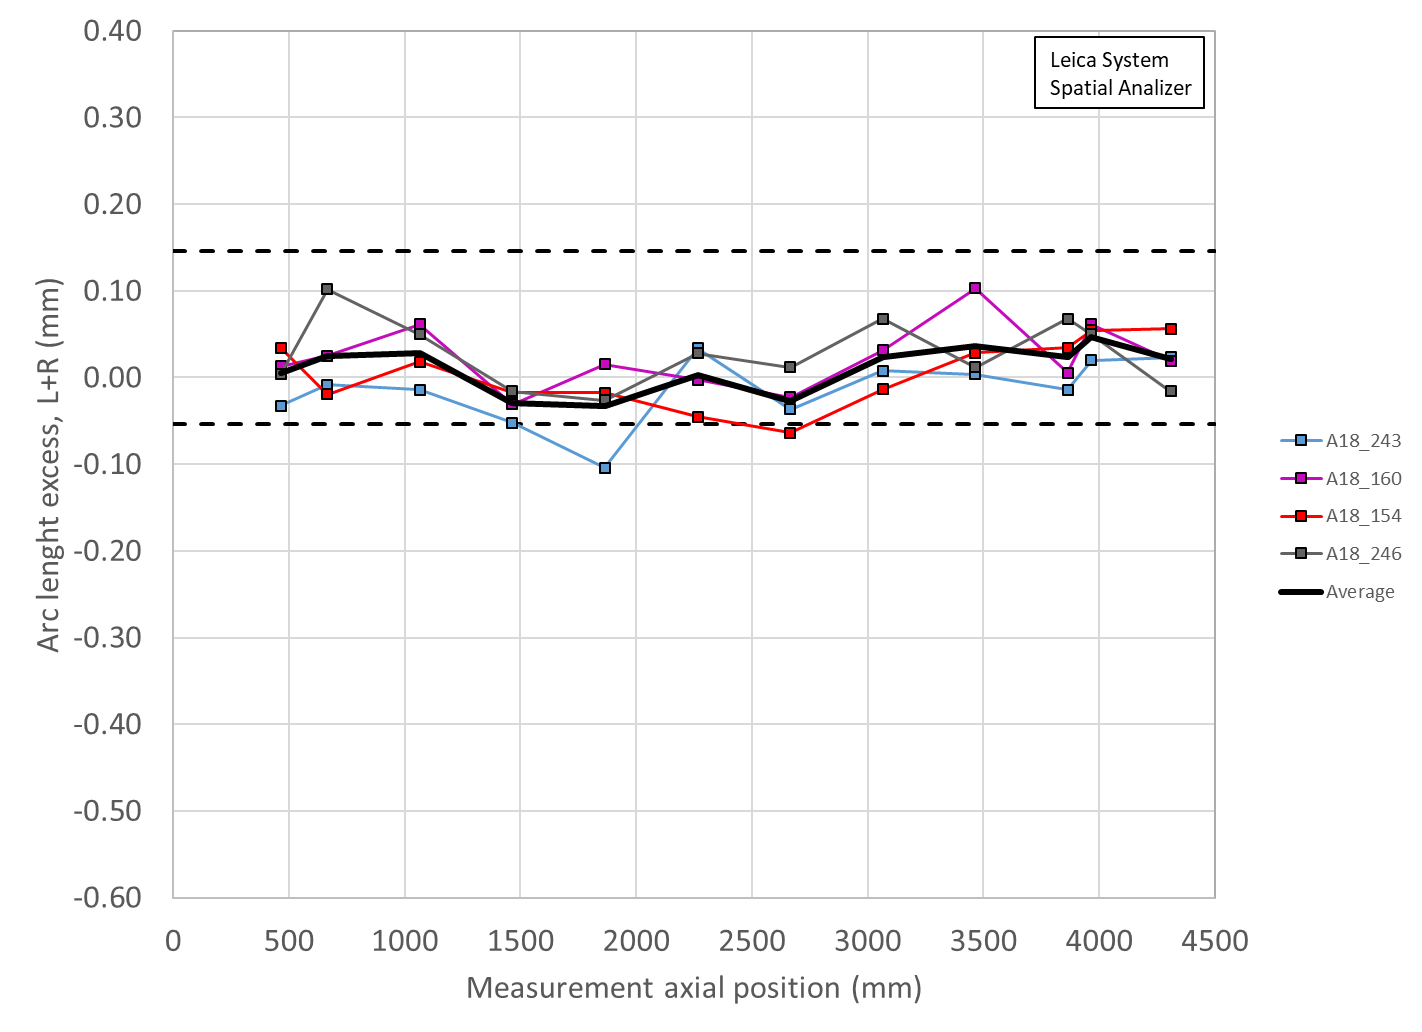 0.40
0.30
0.20
0.10
0.00
-0.10
-0.20
-0.30
-0.40
-0.50
-0.60
Arc lenght excess, L+R (mm)
Leica System
Spatial Analizer
A18_243
A18_160
A18_154
A18_246
Average
0 500 1000 1500 2000 2500 3000 3500 4000 4500
Measurement axial position (mm)